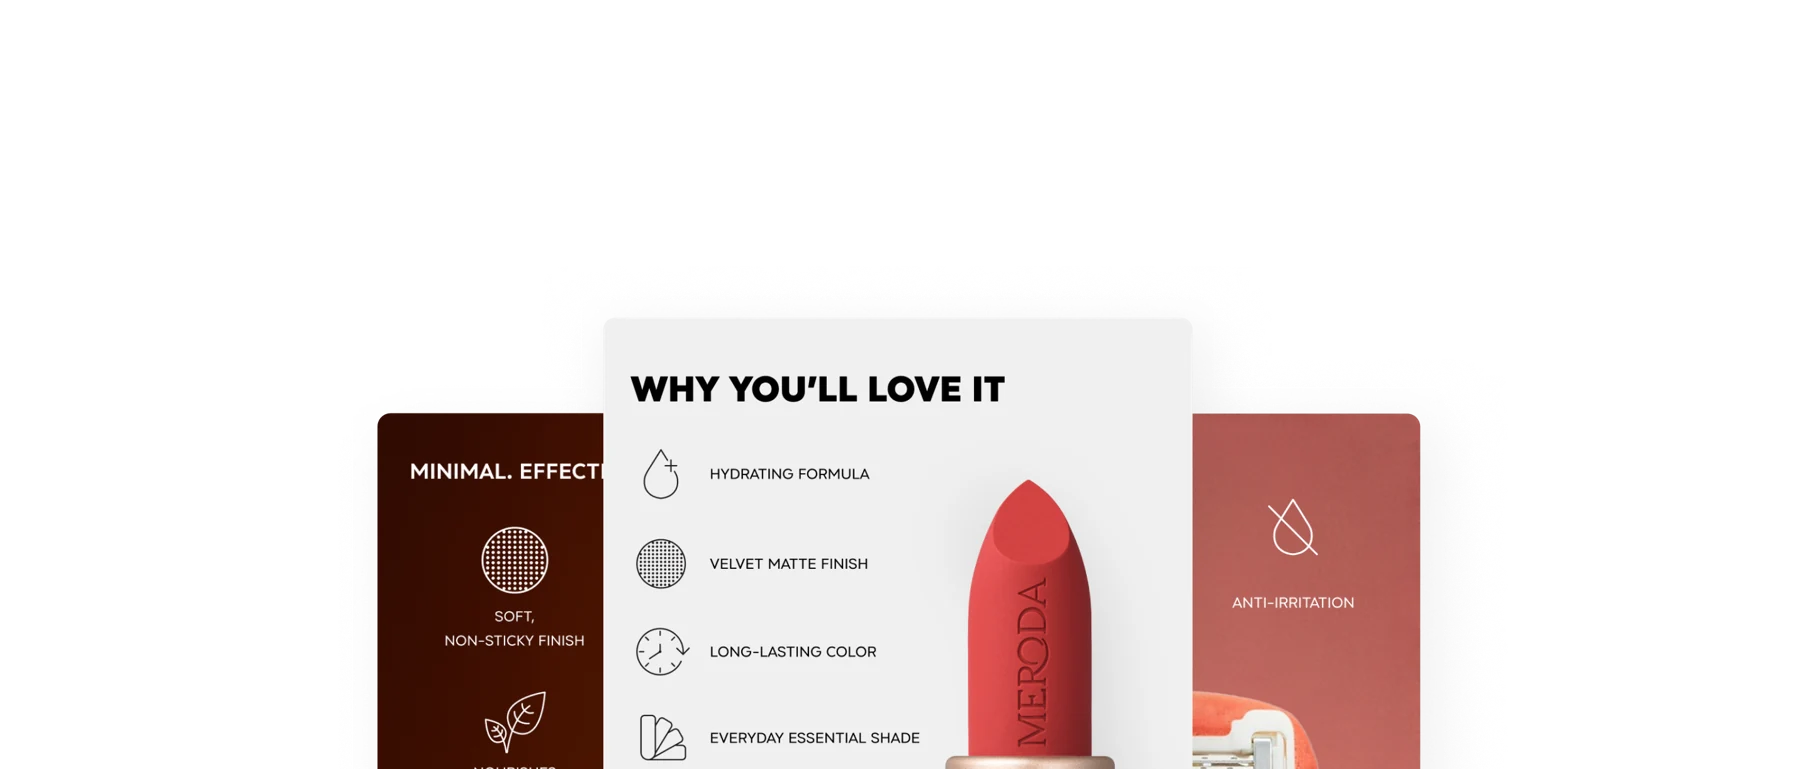 WHY YOU'LL LOVE IT
HYDRATING FORMULA
VELVET MATTE FINISH
LONG-LASTING COLOR
EVERYDAY ESSENTIAL SHADE
MERODA
MINIMAL.
SOFT,
NON-STICKY FINISH
ANTI-IRRITATION